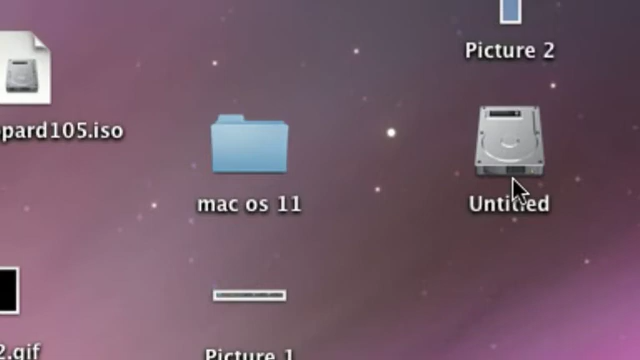 Picture 2
pard105.iso
mac os 11
Untitled
2.gif
Picture 1